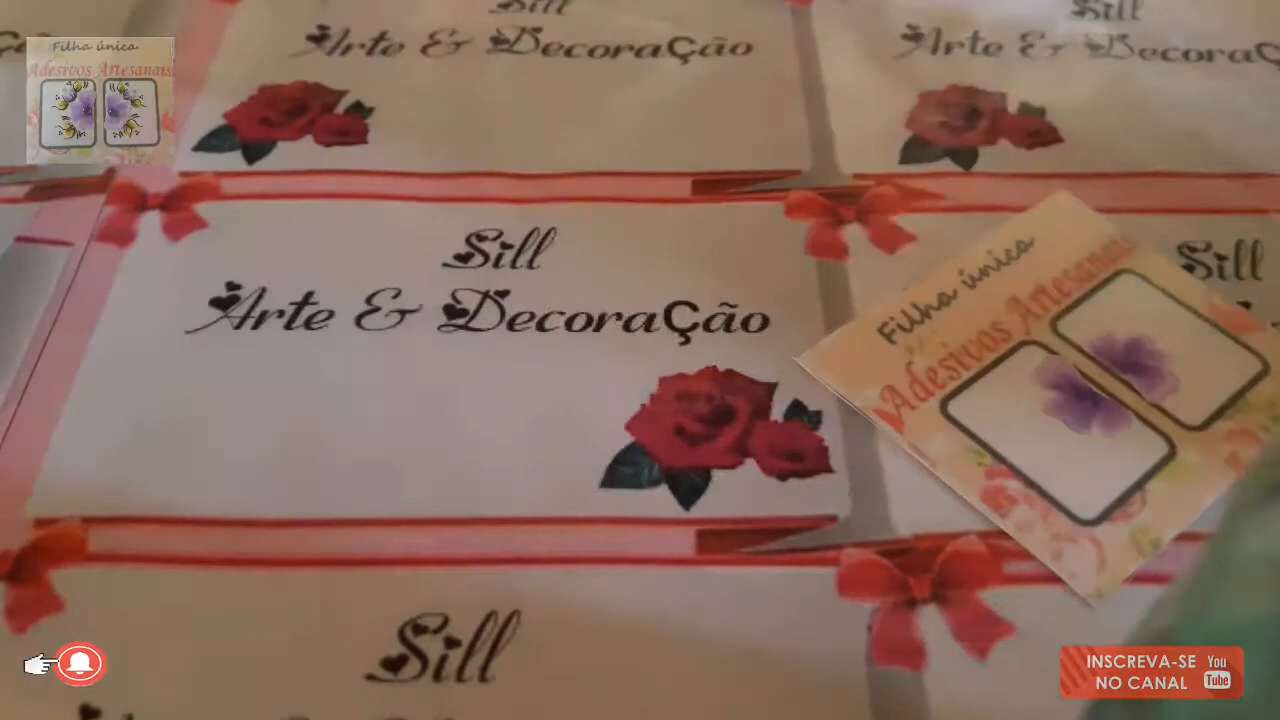 Filha única
Adesivos Artesanais
Sill
Arte & DecoraÇão
Sill
Arte & DecoraÇ
Sill
Arte & DecoraÇão
Sill
Filha única
Adesivos Artesanais
Sill
INSCREVA-SE
NO CANAL
You
Tube